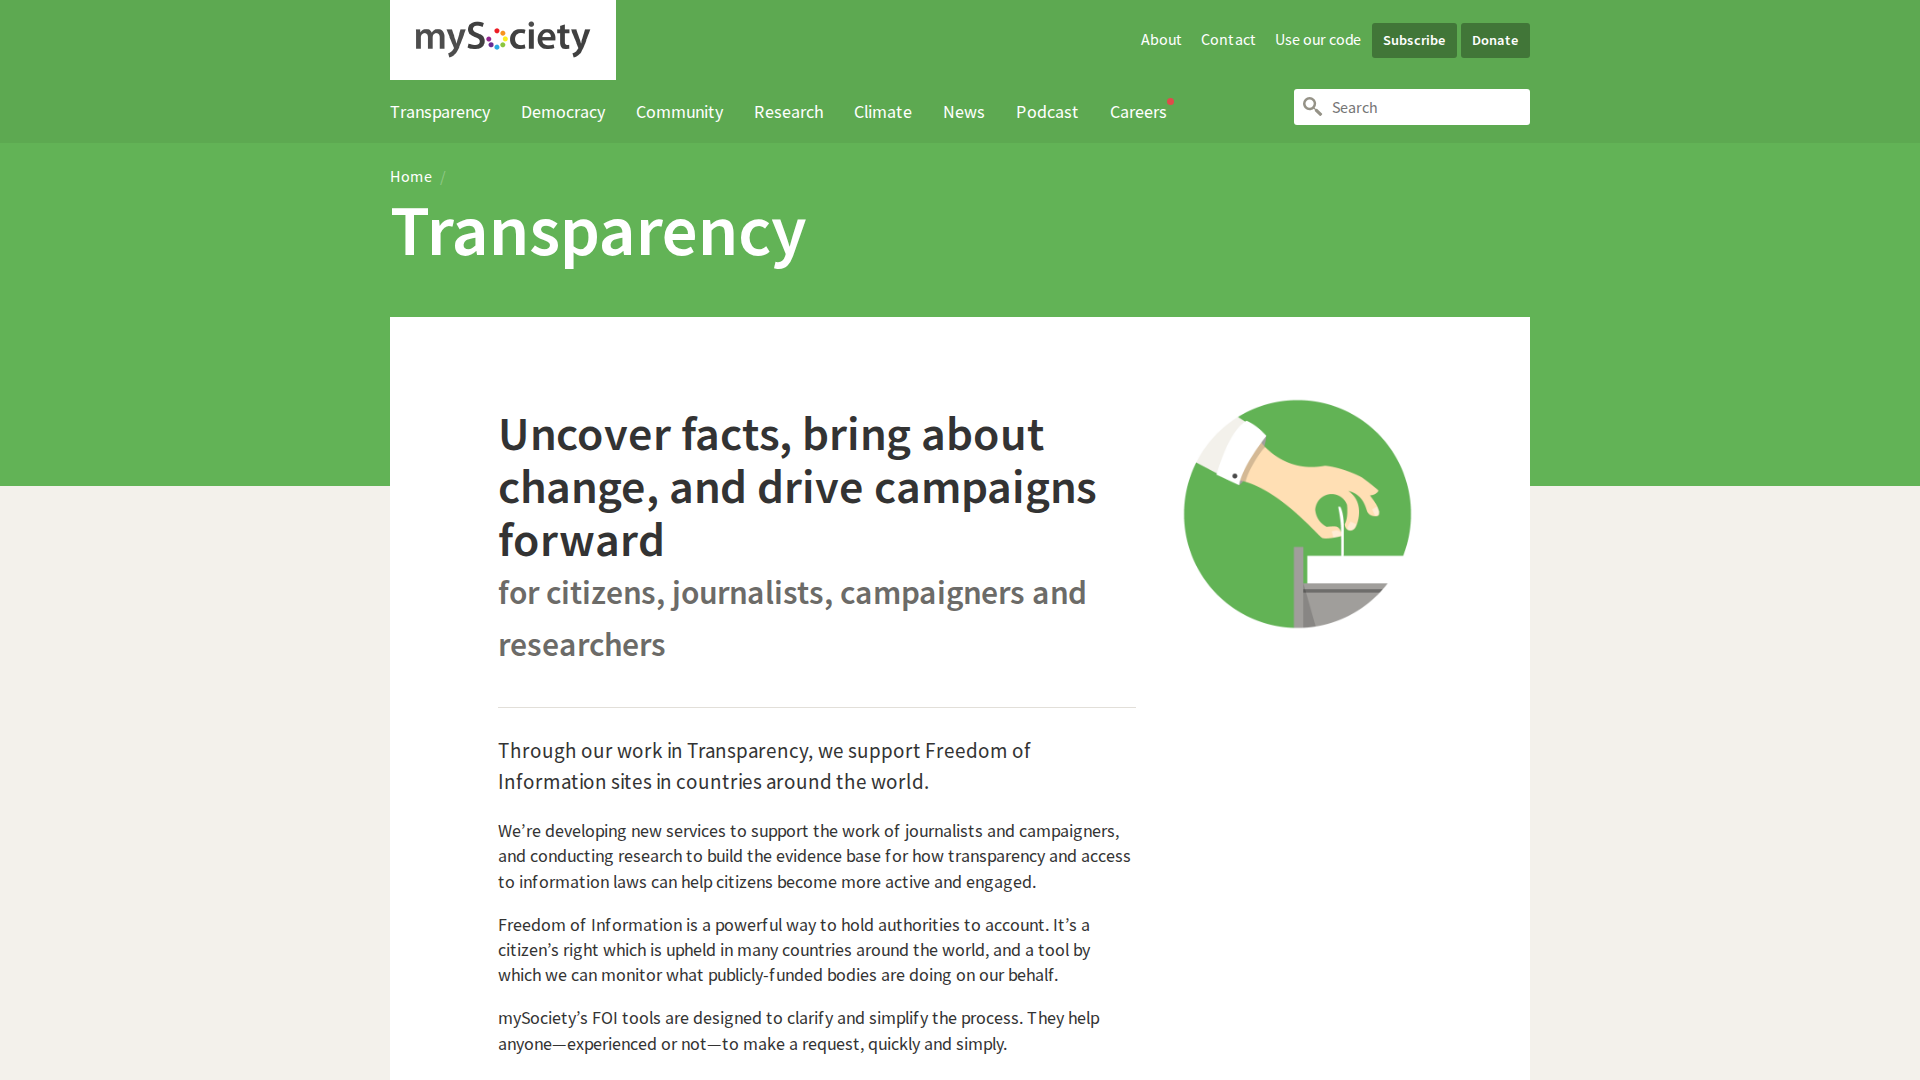 mySociety
About Contact Use our code Subscribe Donate
Transparency Democracy Community Research Climate News Podcast Careers
Search
Home /
Transparency
Uncover facts, bring about
change, and drive campaigns
forward
for citizens, journalists, campaigners and
researchers
Through our work in Transparency, we support Freedom of
Information sites in countries around the world.
We’re developing new services to support the work of journalists and campaigners,
and conducting research to build the evidence base for how transparency and access
to information laws can help citizens become more active and engaged.
Freedom of Information is a powerful way to hold authorities to account. It’s a
citizen’s right which is upheld in many countries around the world, and a tool by
which we can monitor what publicly-funded bodies are doing on our behalf.
mySociety’s FOI tools are designed to clarify and simplify the process. They help
anyone—experienced or not—to make a request, quickly and simply.